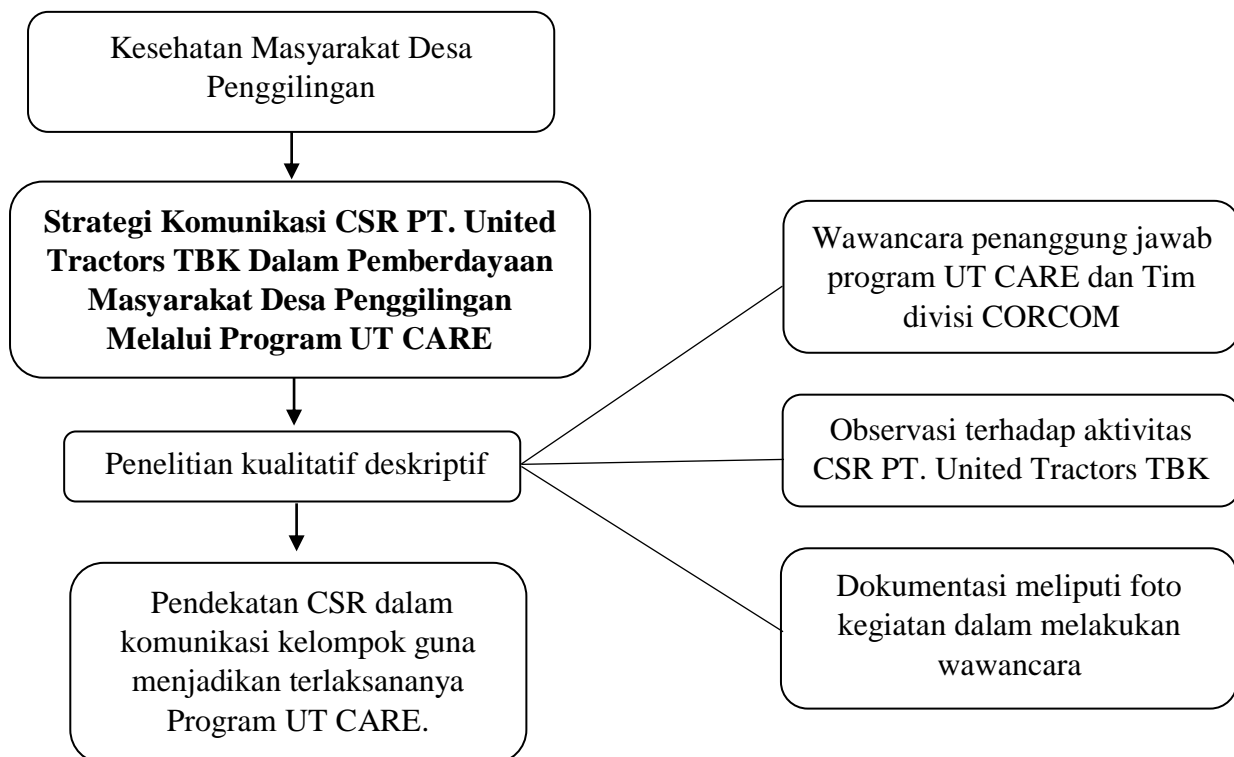 Kesehatan Masyarakat Desa
Penggilingan
Strategi Komunikasi CSR PT. United
Tractors TBK Dalam Pemberdayaan
Masyarakat Desa Penggilingan
Melalui Program UT CARE
Penelitian kualitatif deskriptif
Pendekatan CSR dalam
komunikasi kelompok guna
menjadikan terlaksananya
Program UT CARE.
Wawancara penanggung jawab
program UT CARE dan Tim
divisi CORCOM
Observasi terhadap aktivitas
CSR PT. United Tractors TBK
Dokumentasi meliputi foto
kegiatan dalam melakukan
wawancara